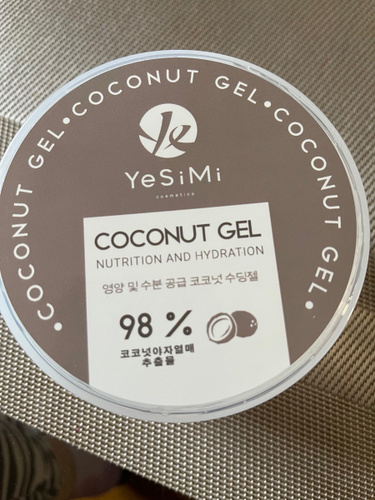 •COCONUT GEL•COCONUT GEL•COCONUT GEL•
YeSiMi
cosmetics
COCONUT GEL
NUTRITION AND HYDRATION
영양 및 수분 공급 코코넛 수딩젤
98 %
코코넛야자열매
추출물